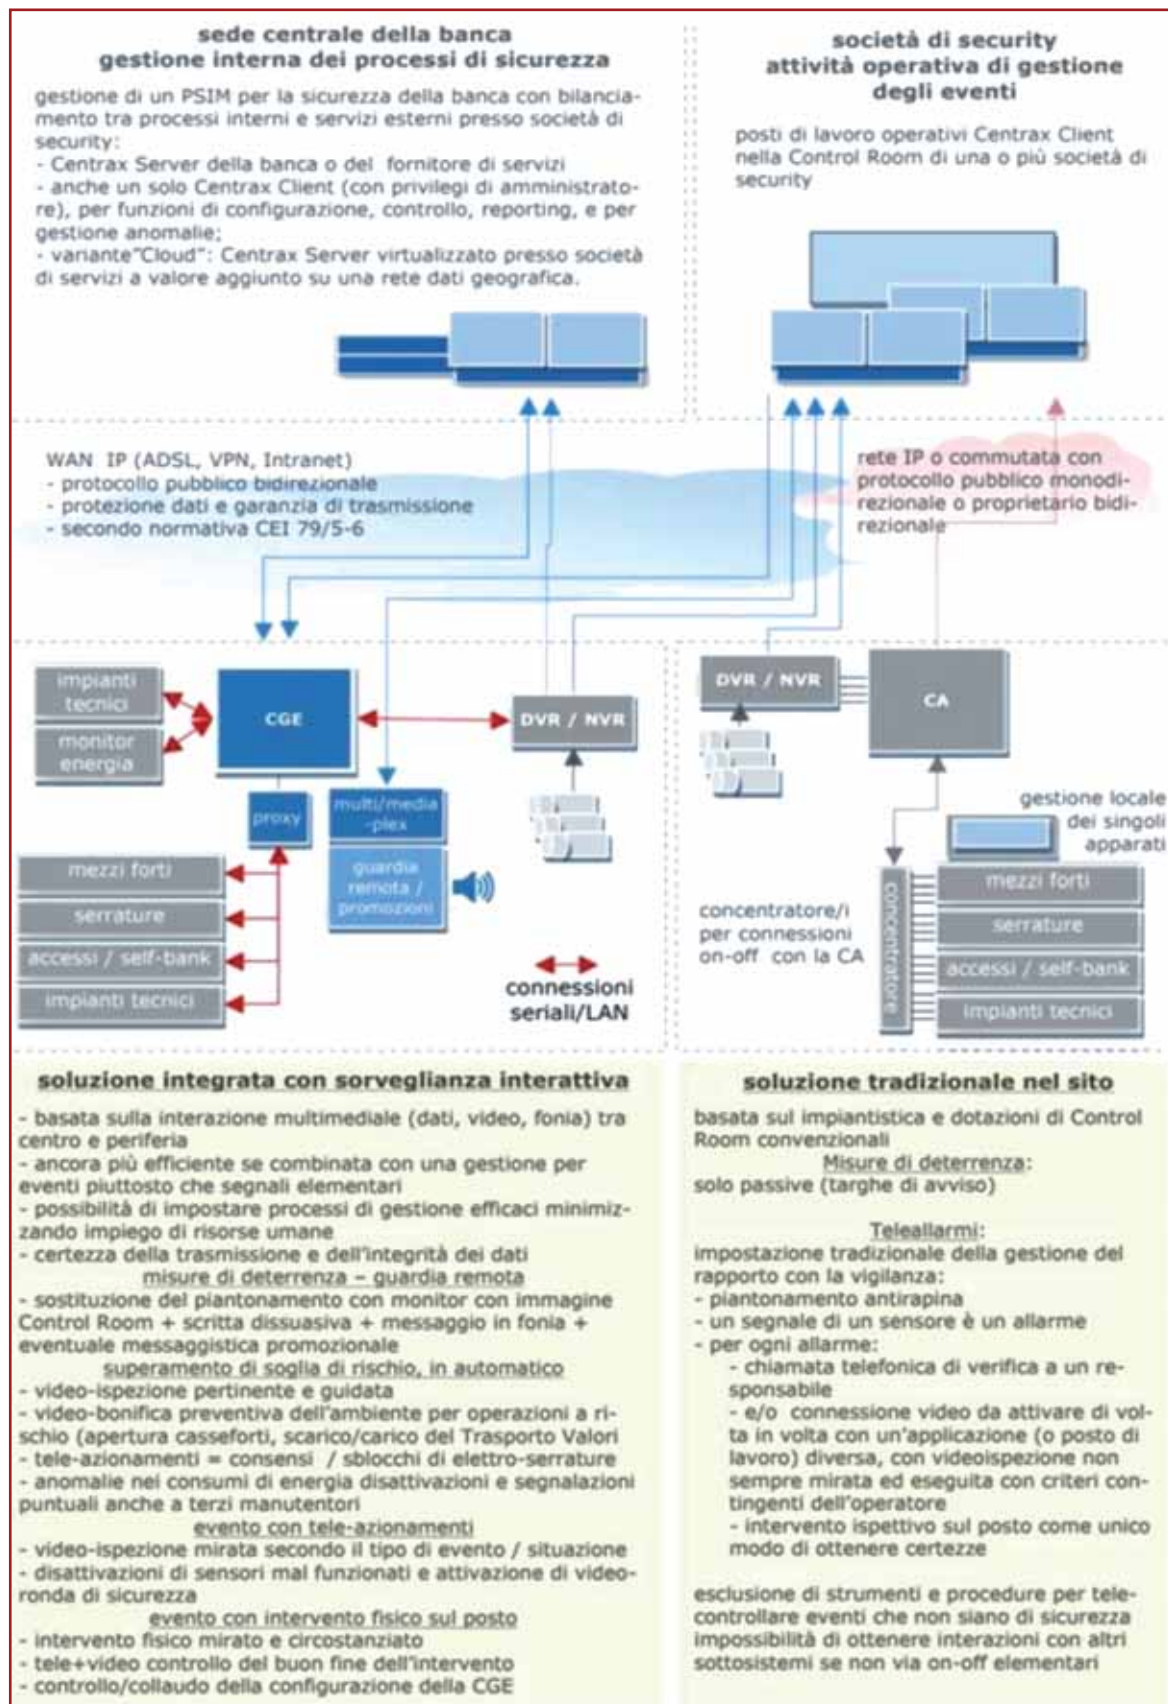 sede centrale della banca
gestione interna dei processi di sicurezza
gestione di un PSIM per la sicurezza della banca con bilancia-
mento tra processi interni e servizi esterni presso società di
security:
- Centrax Server della banca o del fornitore di servizi
- anche un solo Centrax Client (con privilegi di amministrato-
re), per funzioni di configurazione, controllo, reporting, e per
gestione anomalie;
- variante"Cloud": Centrax Server virtualizzato presso società
di servizi a valore aggiunto su una rete dati geografica.
società di security
attività operativa di gestione
degli eventi
posti di lavoro operativi Centrax Client
nella Control Room di una o più società di
security
WAN IP (ADSL, VPN, Intranet)
- protocollo pubblico bidirezionale
- protezione dati e garanzia di trasmissione
- secondo normativa CEI 79/5-6
rete IP o commutata con
protocollo pubblico monodi-
rezionale o proprietario bidi-
rezionale
impianti
tecnici
monitor
energia
CGE
DVR / NVR
proxy
multi/media
-plex
guardia
remota /
promozioni
mezzi forti
serrature
accessi / self-bank
impianti tecnici
connessioni
seriali/LAN
DVR / NVR
CA
gestione locale
dei singoli
apparati
concentratore/i
per connessioni
on-off con la CA
concentratore
mezzi forti
serrature
accessi / self-bank
impianti tecnici
soluzione integrata con sorveglianza interattiva
- basata sulla interazione multimediale (dati, video, fonia) tra
centro e periferia
- ancora più efficiente se combinata con una gestione per
eventi piuttosto che segnali elementari
- possibilità di impostare processi di gestione efficaci minimiz-
zando impiego di risorse umane
- certezza della trasmissione e dell'integrità dei dati
misure di deterrenza – guardia remota
- sostituzione del piantonamento con monitor con immagine
Control Room + scritta dissuasiva + messaggio in fonia +
eventuale messaggistica promozionale
superamento di soglia di rischio, in automatico
- video-ispezione pertinente e guidata
- video-bonifica preventiva dell'ambiente per operazioni a ri-
schio (apertura casseforti, scarico/carico del Trasporto Valori
- tele-azionamenti = consensi / sblocchi di elettro-serrature
- anomalie nei consumi di energia disattivazioni e segnalazioni
puntuali anche a terzi manutentori
evento con tele-azionamenti
- video-ispezione mirata secondo il tipo di evento / situazione
- disattivazioni di sensori mal funzionati e attivazione di video-
ronda di sicurezza
evento con intervento fisico sul posto
- intervento fisico mirato e circostanziato
- tele+video controllo del buon fine dell'intervento
- controllo/collaudo della configurazione della CGE
soluzione tradizionale nel sito
basata sul impiantistica e dotazioni di Control
Room convenzionali
Misure di deterrenza:
solo passive (targhe di avviso)
Teleallarmi:
impostazione tradizionale della gestione del
rapporto con la vigilanza:
- piantonamento antirapina
- un segnale di un sensore è un allarme
- per ogni allarme:
- chiamata telefonica di verifica a un re-
sponsabile
- e/o connessione video da attivare di vol-
ta in volta con un'applicazione (o posto di
lavoro) diversa, con videoispezione non
sempre mirata ed eseguita con criteri con-
tingenti dell'operatore
- intervento ispettivo sul posto come unico
modo di ottenere certezze
esclusione di strumenti e procedure per tele-
controllare eventi che non siano di sicurezza
impossibilità di ottenere interazioni con altri
sottosistemi se non via on-off elementari